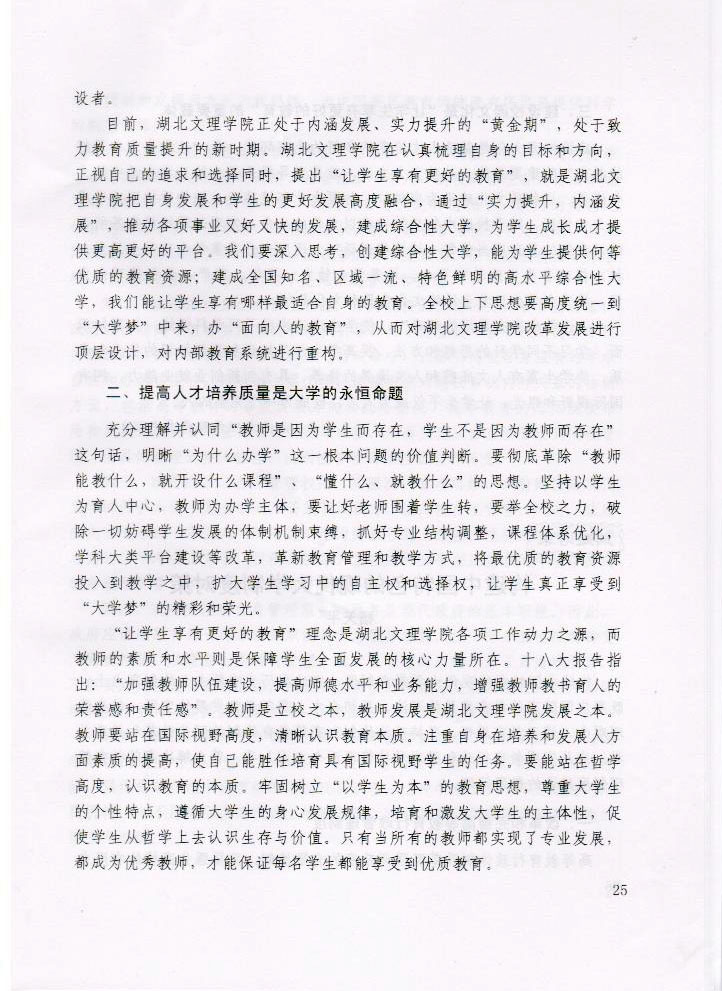 设者。
目前，湖北文理学院正处于内涵发展、实力提升的“黄金期”，处于致
力教育质量提升的新时期。湖北文理学院在认真梳理自身的目标和方向，
正视自己的追求和选择同时，提出“让学生享有更好的教育”，就是湖北文
理学院把自身发展和学生的更好发展高度融合，通过“实力提升，内涵发
展”，推动各项事业又好又快的发展，建成综合性大学，为学生成长成才提
供更高更好的平台。我们要深入思考，创建综合性大学，能为学生提供何等
优质的教育资源；建成全国知名、区域一流、特色鲜明的高水平综合性大
学，我们能让学生享有哪样最适合自身的教育。全校上下思想要高度统一到
“大学梦”中来，办“面向人的教育”，从而对湖北文理学院改革发展进行
顶层设计，对内部教育系统进行重构。
二、提高人才培养质量是大学的永恒命题
充分理解并认同“教师是因为学生而存在，学生不是因为教师而存在”
这句话，明晰“为什么办学”这一根本问题的价值判断。要彻底革除“教师
能教什么，就开设什么课程”、“懂什么、就教什么”的思想。坚持以学生
为育人中心，教师为办学主体，要让好老师围着学生转，要举全校之力，破
除一切妨碍学生发展的体制机制束缚，抓好专业结构调整，课程体系优化，
学科大类平台建设等改革，革新教育管理和教学方式，将最优质的教育资源
投入到教学之中，扩大学生学习中的自主权和选择权，让学生真正享受到
“大学梦”的精彩和荣光。
“让学生享有更好的教育”理念是湖北文理学院各项工作动力之源，而
教师的素质和水平则是保障学生全面发展的核心力量所在。十八大报告指
出：“加强教师队伍建设，提高师德水平和业务能力，增强教师教书育人的
荣誉感和责任感”。教师是立校之本，教师发展是湖北文理学院发展之本。
教师要站在国际视野高度，清晰认识教育本质。注重自身在培养和发展人方
面素质的提高，使自己能胜任培育具有国际视野学生的任务。要能站在哲学
高度，认识教育的本质。牢固树立“以学生为本”的教育思想，尊重大学生
的个性特点，遵循大学生的身心发展规律，培育和激发大学生的主体性，促
使学生从哲学上去认识生存与价值。只有当所有的教师都实现了专业发展，
都成为优秀教师，才能保证每名学生都能享受到优质教育。
25